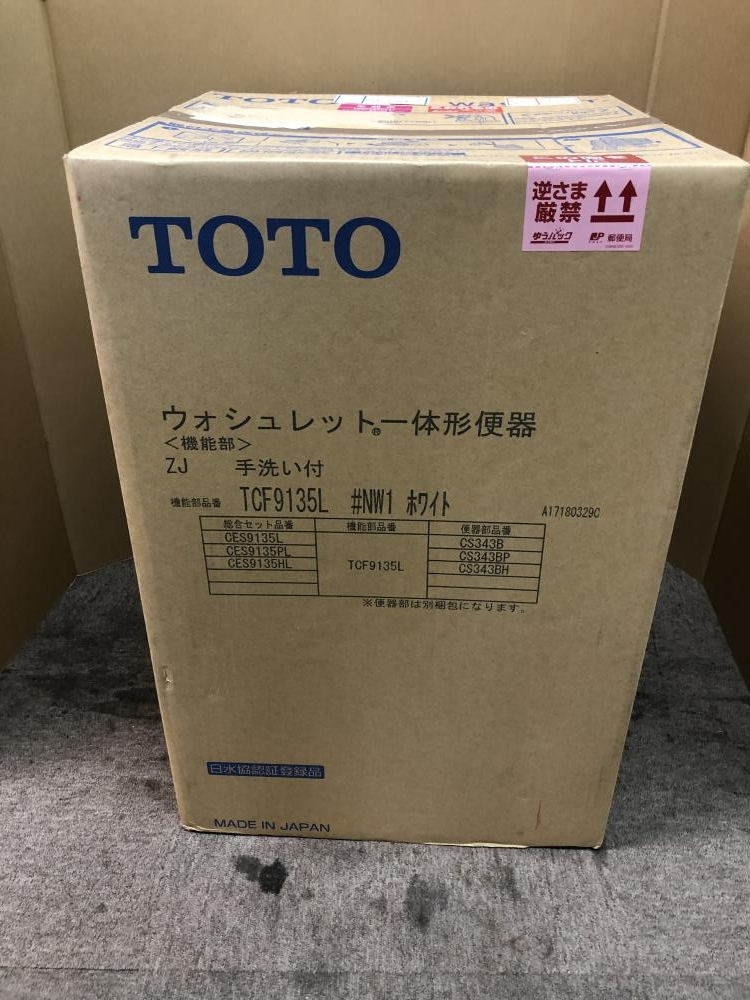 TOTO
逆さま
厳禁
ゆうパック
JP 郵便局
TOTO
ウォシュレット®一体形便器
<機能部>
ZJ 手洗い付
機能部品番 TCF9135L #NW1 ホワイト
A17180329C
総合セット品番 機能部品番 便器部品番
CES9135L TCF9135L CS343B
CES9135PL CS343BP
CES9135HL CS343BH
※便器部は別梱包になります。
日水協認証登録品
MADE IN JAPAN